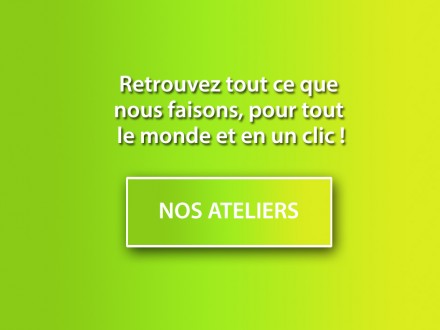 Retrouvez tout ce que
nous faisons, pour tout
le monde et en un clic !
NOS ATELIERS